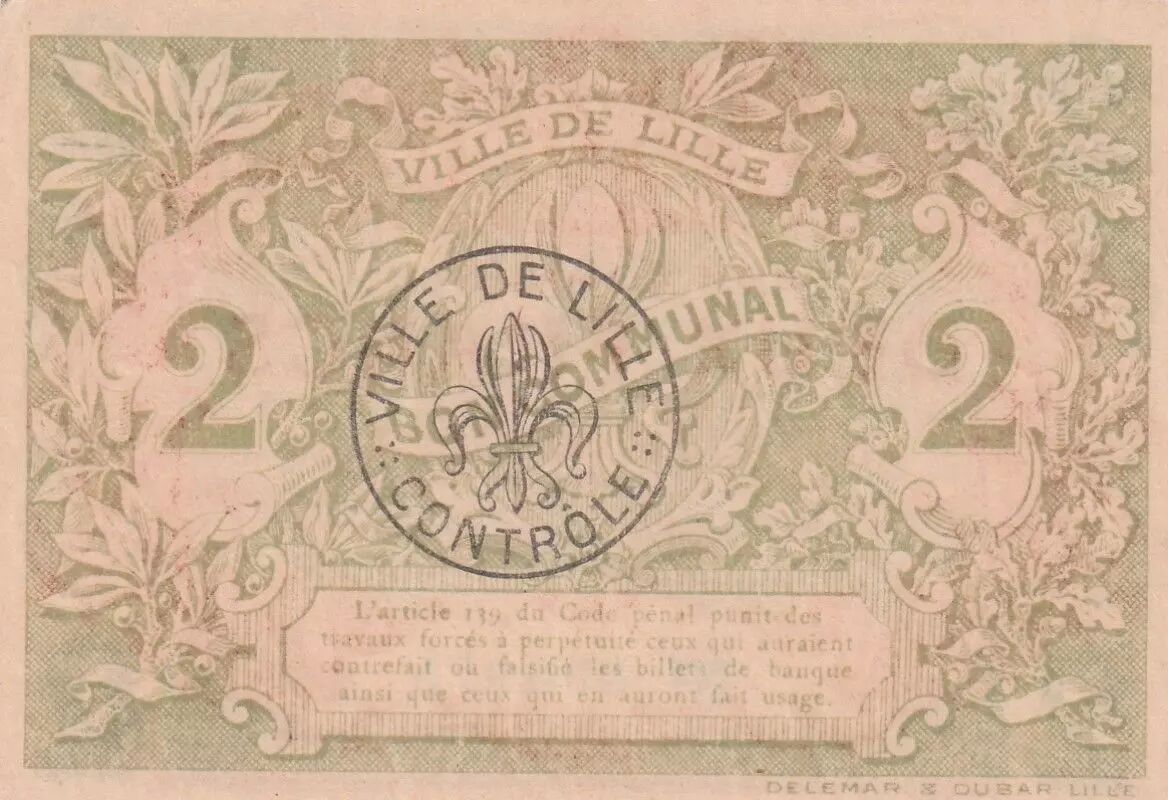 VILLE DE LILLE
BON COMMUNAL
2
2
VILLE DE LILLE
CONTRÔLE
L'article 139 du Code pénal punit des
travaux forcés à perpétuité ceux qui auraient
contrefait ou falsifié les billets de banque
ainsi que ceux qui en auront fait usage.
DELEMAR & DUBAR LILLE